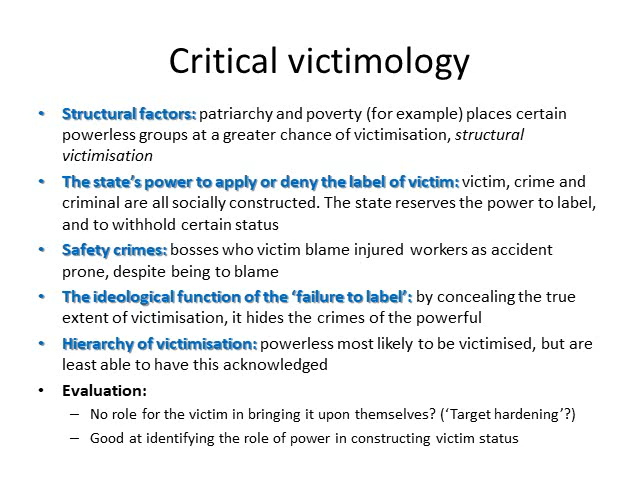 Critical victimology
• Structural factors: patriarchy and poverty (for example) places certain
powerless groups at a greater chance of victimisation, structural
victimisation
• The state's power to apply or deny the label of victim: victim, crime and
criminal are all socially constructed. The state reserves the power to label,
and to withhold certain status
• Safety crimes: bosses who victim blame injured workers as accident
prone, despite being to blame
• The ideological function of the 'failure to label': by concealing the true
extent of victimisation, it hides the crimes of the powerful
• Hierarchy of victimisation: powerless most likely to be victimised, but are
least able to have this acknowledged
• Evaluation:
– No role for the victim in bringing it upon themselves? ('Target hardening'?)
– Good at identifying the role of power in constructing victim status